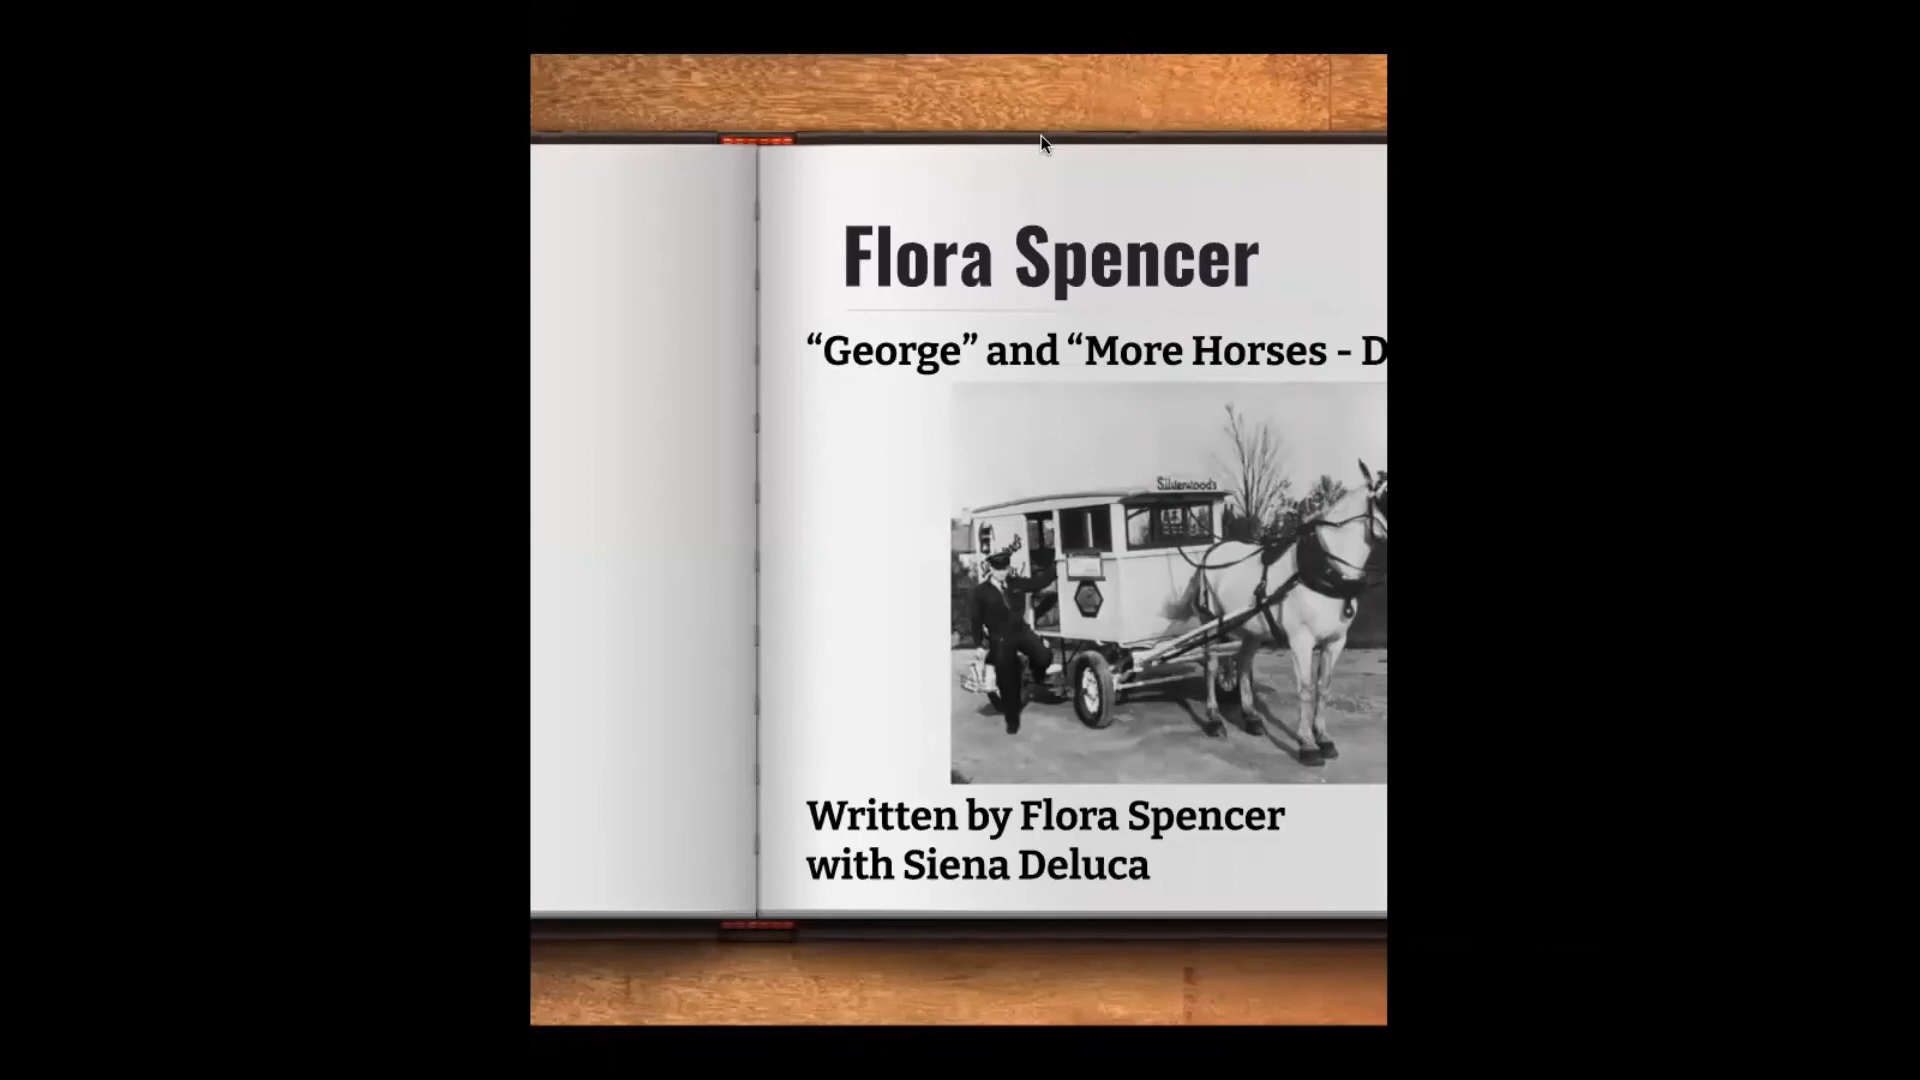 Flora Spencer
“George” and “More Horses - D
Silverwood's
Written by Flora Spencer
with Siena Deluca